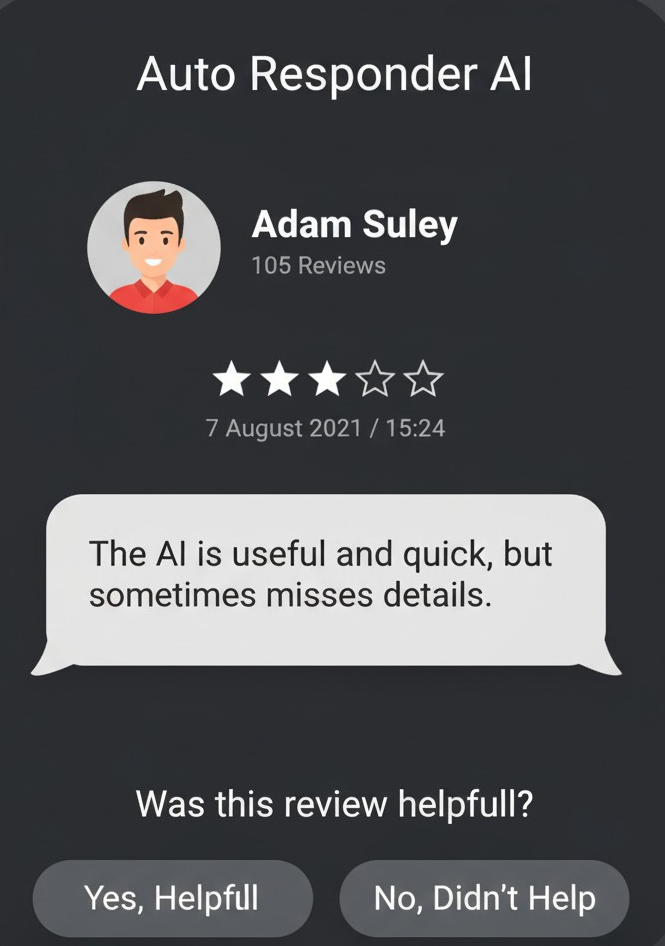 Auto Responder AI
Adam Suley
105 Reviews
7 August 2021 / 15:24
The AI is useful and quick, but
sometimes misses details.
Was this review helpfull?
Yes, Helpfull
No, Didn’t Help